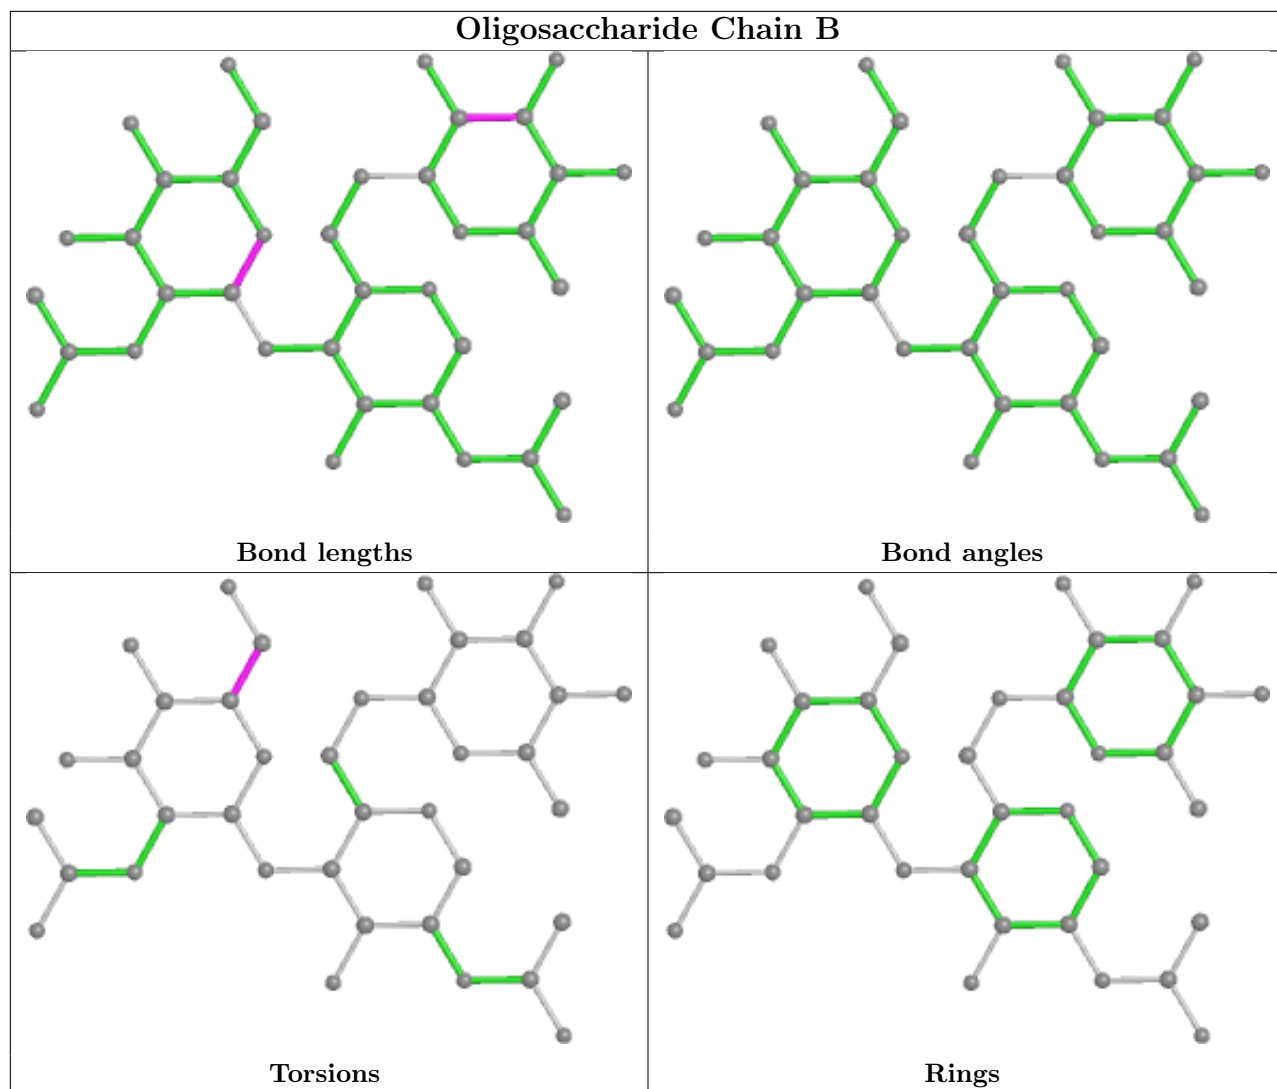 Oligosaccharide Chain B
Bond lengths
Bond angles
Torsions
Rings